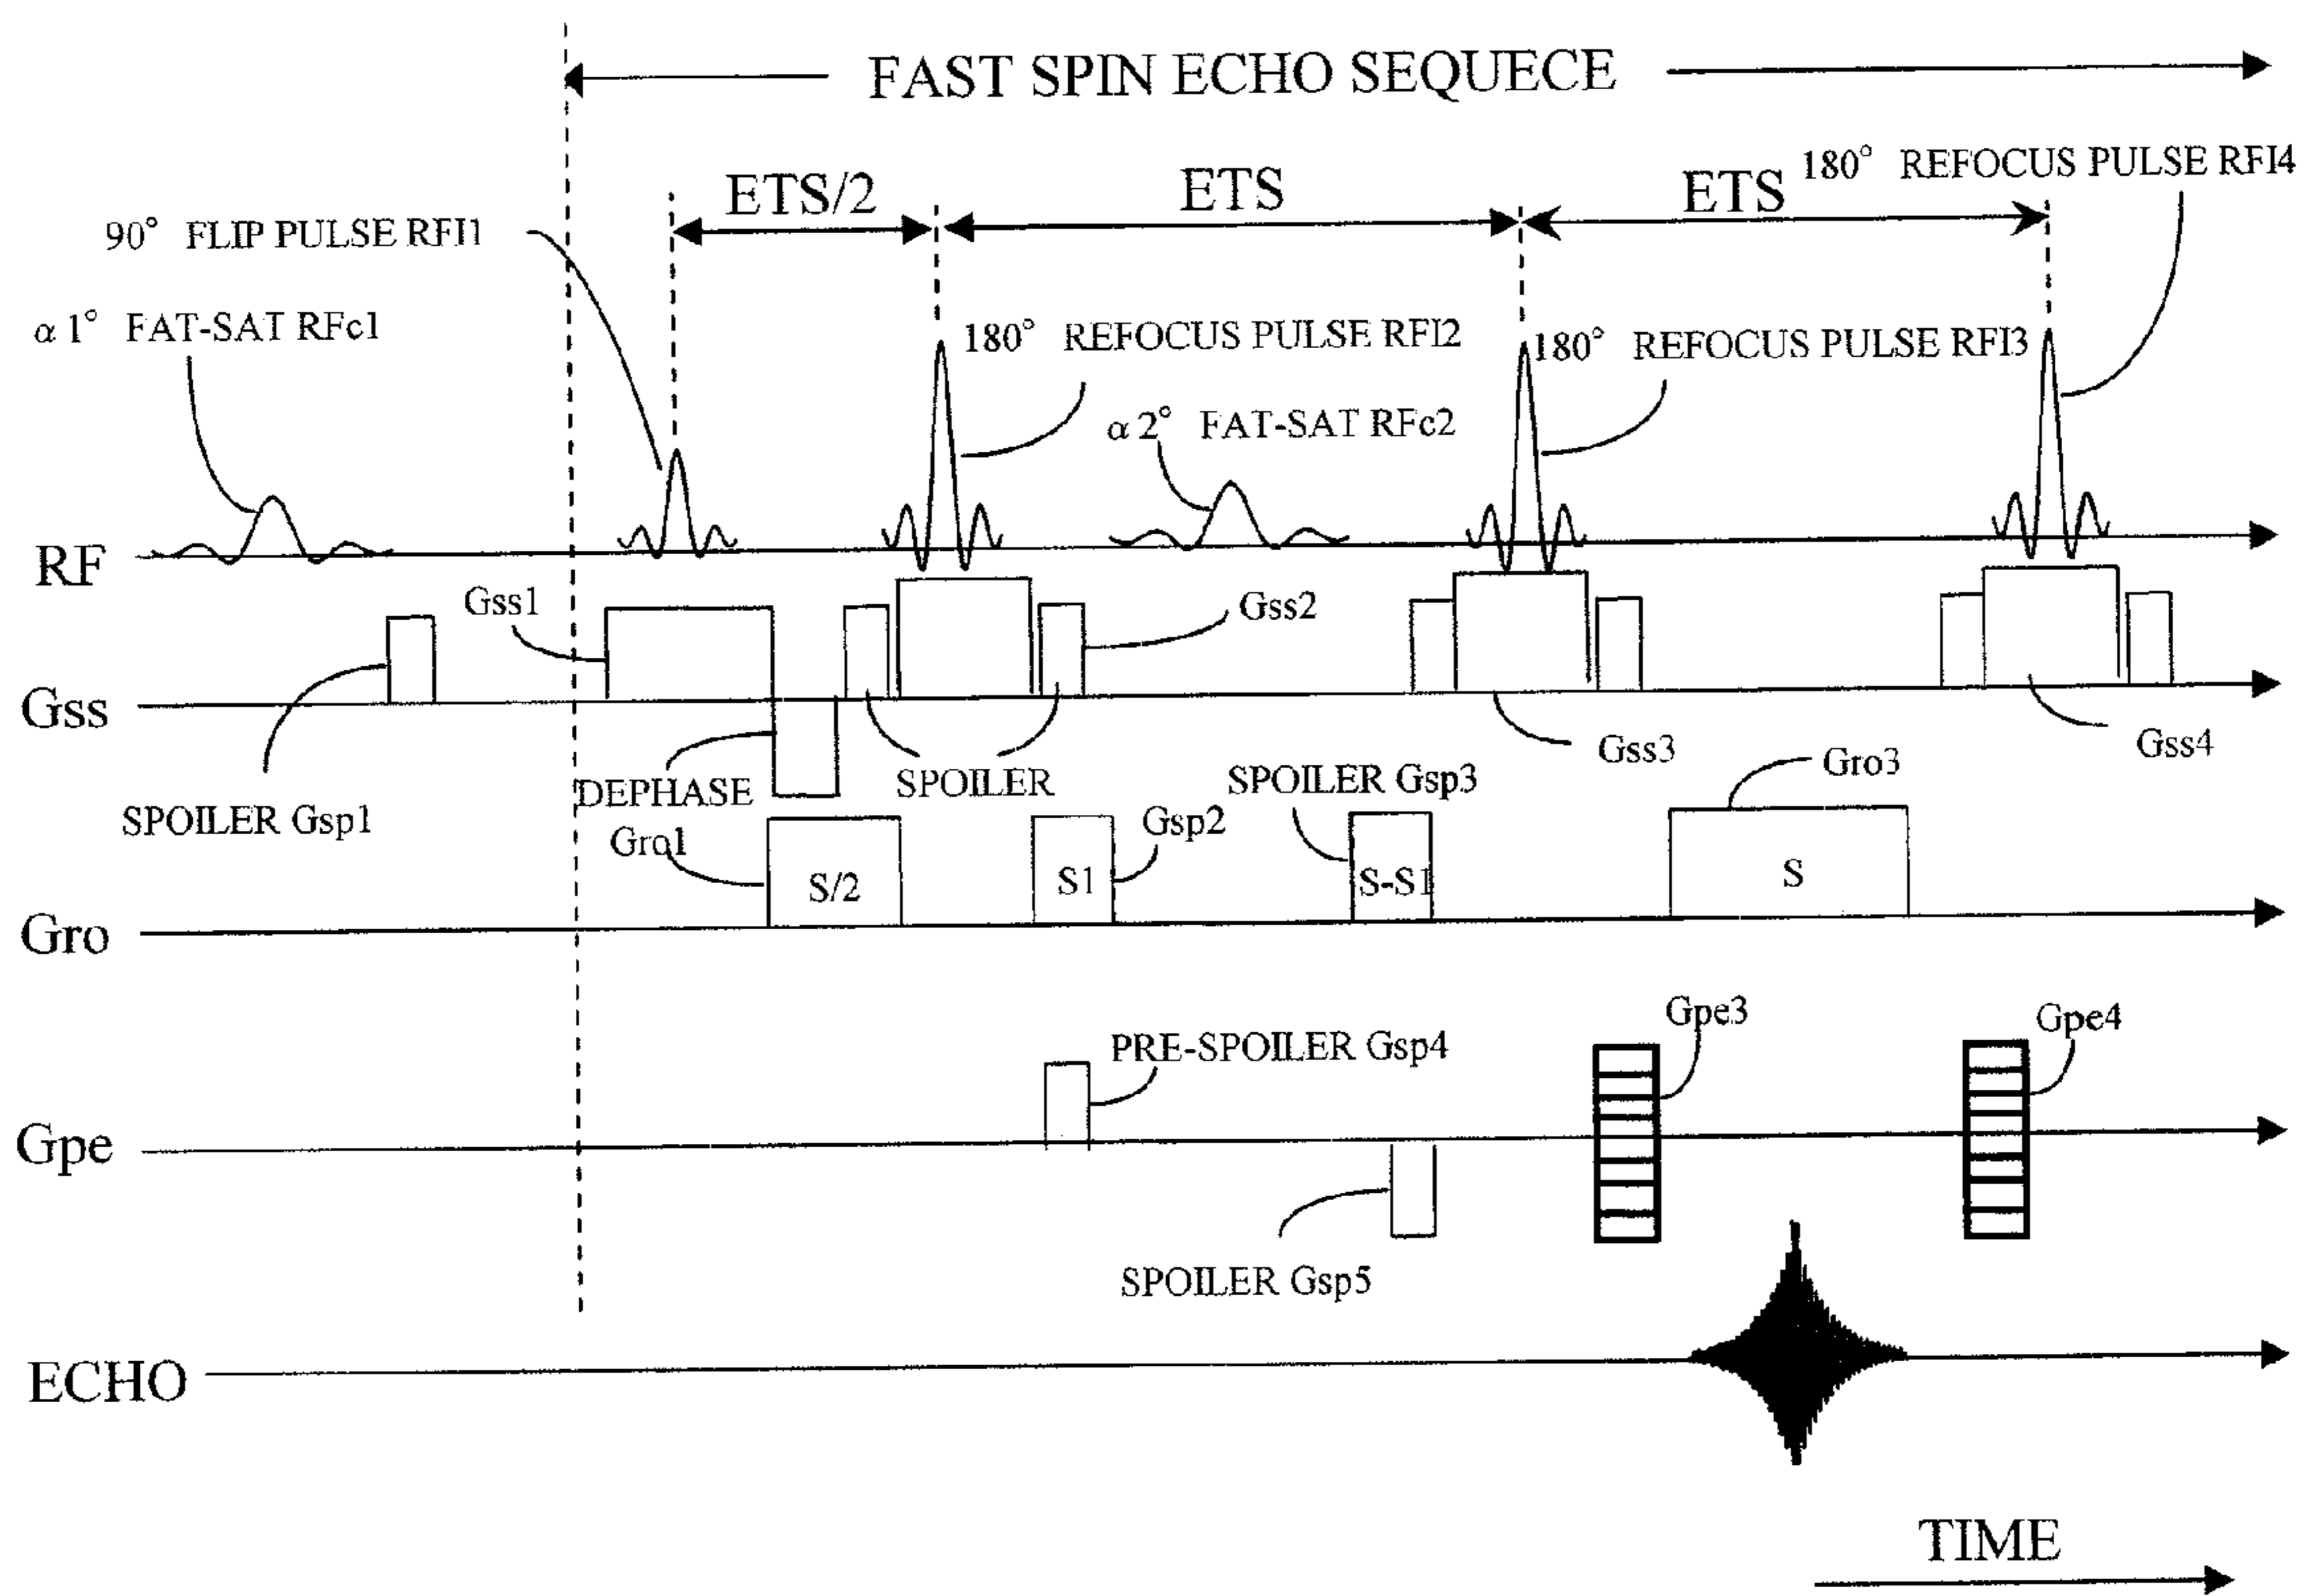 FAST SPIN ECHO SEQUECE
180° REFOCUS PULSE RFI4
ETS/2
ETS
ETS
90° FLIP PULSE RFI1
α1° FAT-SAT RFc1
180° REFOCUS PULSE RFI2
180° REFOCUS PULSE RFI3
α2° FAT-SAT RFc2
RF
Gss1
Gss2
Gss
Gss3
Gss4
DEPHASE
SPOILER
SPOILER Gsp3
Gro3
SPOILER Gsp1
Gro1
Gsp2
S/2
S1
S-S1
S
Gro
Gpe3
Gpe4
PRE-SPOILER Gsp4
Gpe
SPOILER Gsp5
ECHO
TIME